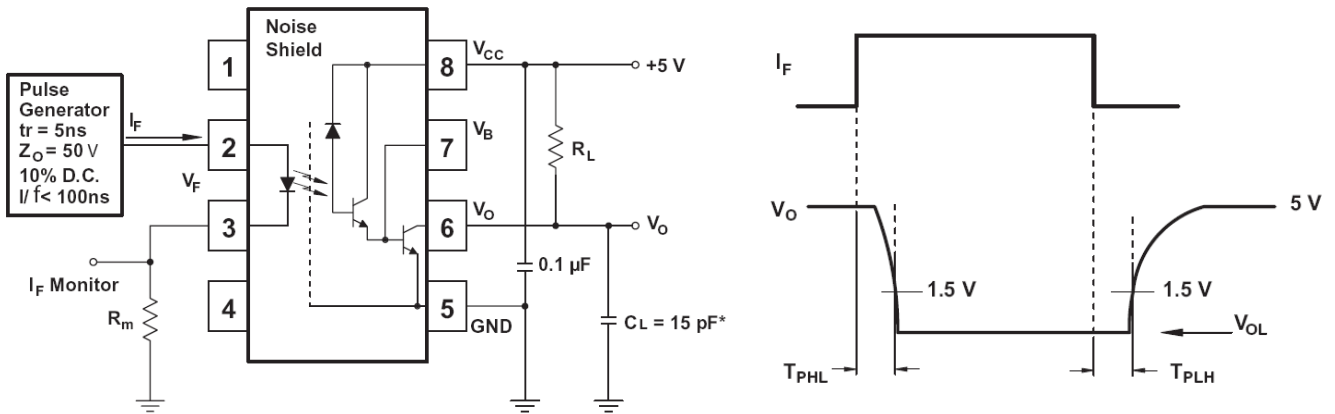 Noise
Shield
Pulse
Generator
tr = 5ns
ZO = 50 V
10% D.C.
I/ f < 100ns
IF
VF
IF Monitor
Rm
1
2
3
4
8
7
6
5
VCC
VB
VO
GND
+5 V
RL
VO
0.1 µF
CL = 15 pF*
IF
VO
5 V
1.5 V
1.5 V
VOL
TPHL
TPLH